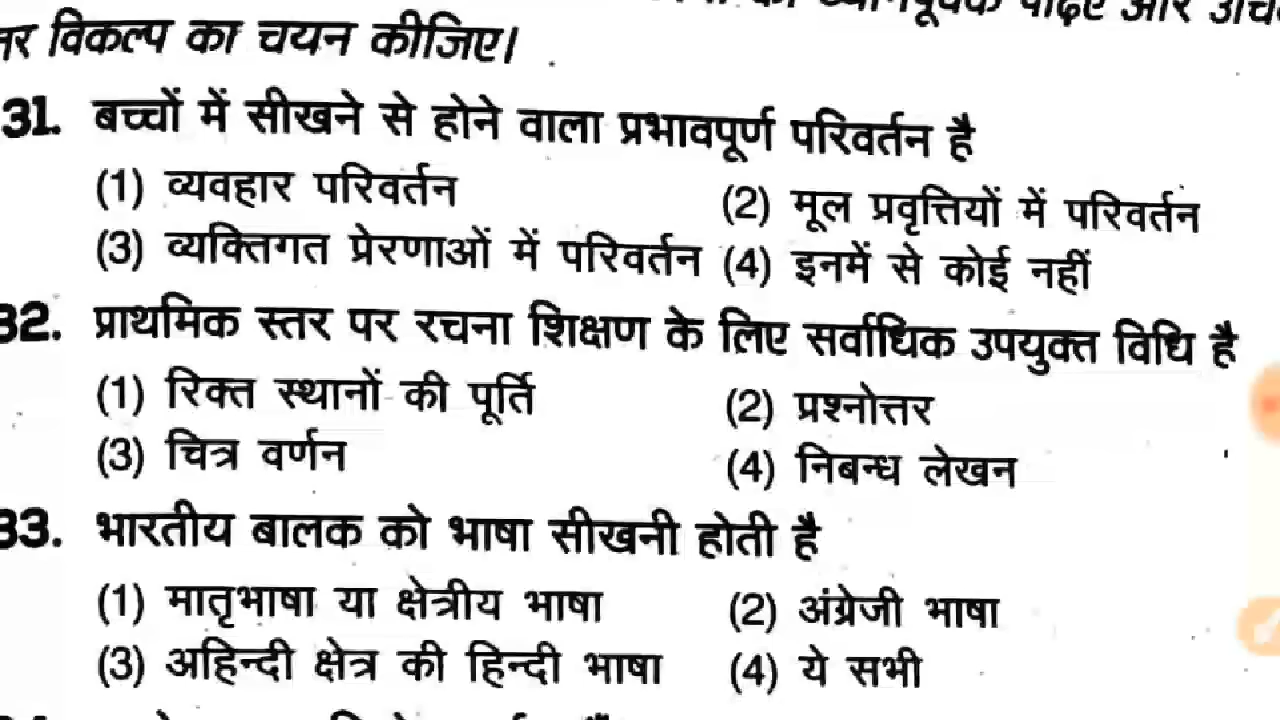 विकल्प का चयन कीजिए।
31. बच्चों में सीखने से होने वाला प्रभावपूर्ण परिवर्तन है
(1) व्यवहार परिवर्तन (2) मूल प्रवृत्तियों में परिवर्तन
(3) व्यक्तिगत प्रेरणाओं में परिवर्तन (4) इनमें से कोई नहीं
32. प्राथमिक स्तर पर रचना शिक्षण के लिए सर्वाधिक उपयुक्त विधि है
(1) रिक्त स्थानों की पूर्ति (2) प्रश्नोत्तर
(3) चित्र वर्णन (4) निबन्ध लेखन
33. भारतीय बालक को भाषा सीखनी होती है
(1) मातृभाषा या क्षेत्रीय भाषा (2) अंग्रेजी भाषा
(3) अहिन्दी क्षेत्र की हिन्दी भाषा (4) ये सभी